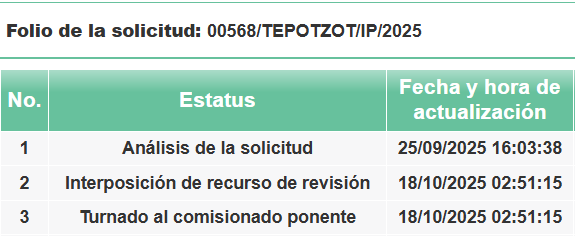 Folio de la solicitud: 00568/TEPOTZOT/IP/2025
No. Estatus Fecha y hora de actualización
1 Análisis de la solicitud 25/09/2025 16:03:38
2 Interposición de recurso de revisión 18/10/2025 02:51:15
3 Turnado al comisionado ponente 18/10/2025 02:51:15